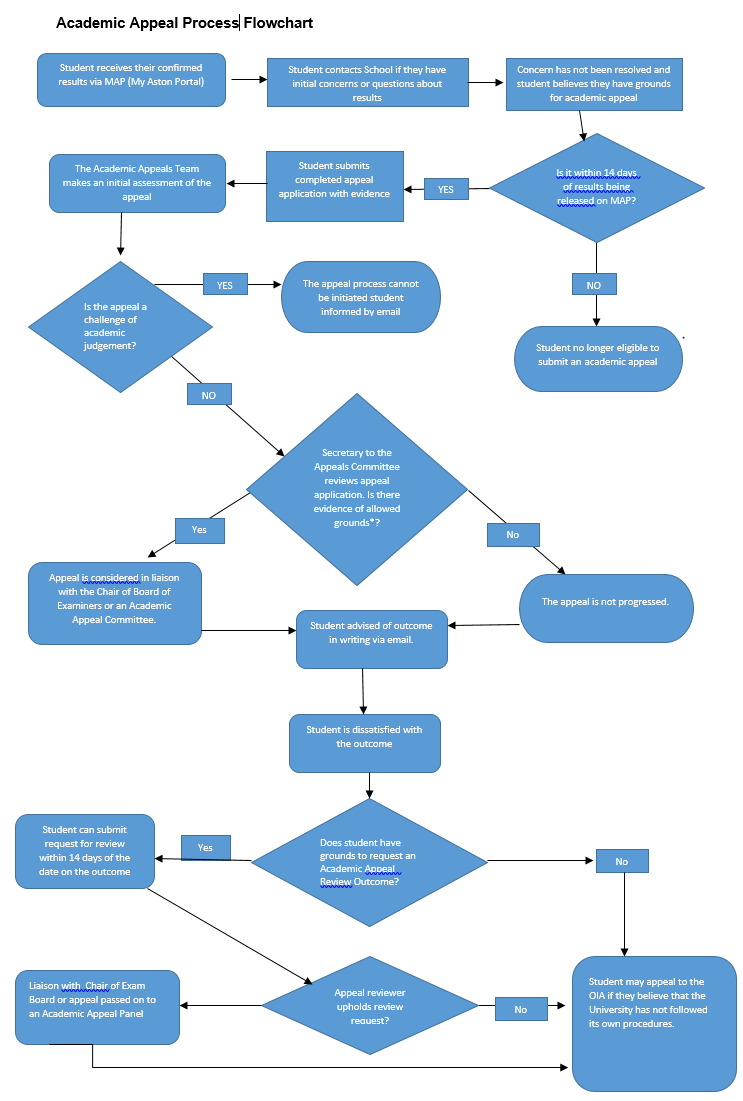 Academic Appeal Process Flowchart
Student receives their confirmed
results via MAP (My Aston Portal)
Student contacts School if they have
initial concerns or questions about
results
Concern has not been resolved and
student believes they have grounds
for academic appeal
Is it within 14 days
of results being
released on MAP?
YES
Student submits
completed appeal
application with evidence
The Academic Appeals Team
makes an initial assessment of the
appeal
NO
Student no longer eligible to
submit an academic appeal
Is the appeal a
challenge of
academic
judgement?
YES
The appeal process cannot
be initiated student
informed by email
NO
Secretary to the
Appeals Committee
reviews appeal
application. Is there
evidence of allowed
grounds*?
Yes
No
Appeal is considered in liaison
with the Chair of Board of
Examiners or an Academic
Appeal Committee.
The appeal is not progressed.
Student advised of outcome
in writing via email.
Student is dissatisfied with
the outcome
Does student have
grounds to request an
Academic Appeal
Review Outcome?
Yes
Student can submit
request for review
within 14 days of the
date on the outcome
No
Appeal reviewer
upholds review
request?
Liaison with  Chair of Exam
Board or appeal passed on to
an Academic Appeal Panel
No
Student may appeal to the
OIA if they believe that the
University has not followed
its own procedures.